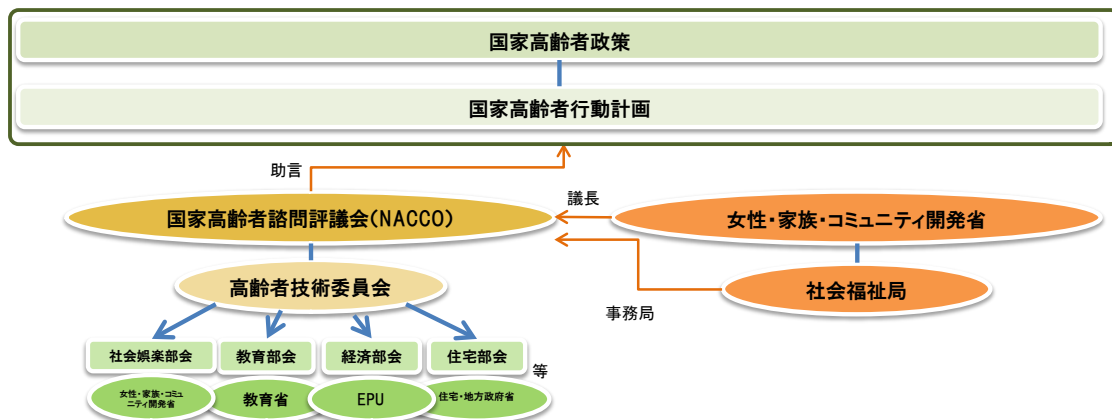 国家高齢者政策
国家高齢者行動計画
助言
議長
国家高齢者諮問評議会(NACCO)
女性・家族・コミュニティ開発省
高齢者技術委員会
社会福祉局
事務局
社会娯楽部会
教育部会
経済部会
住宅部会
等
女性・家族・コミュ
ニティ開発省
教育省
EPU
住宅・地方政府省